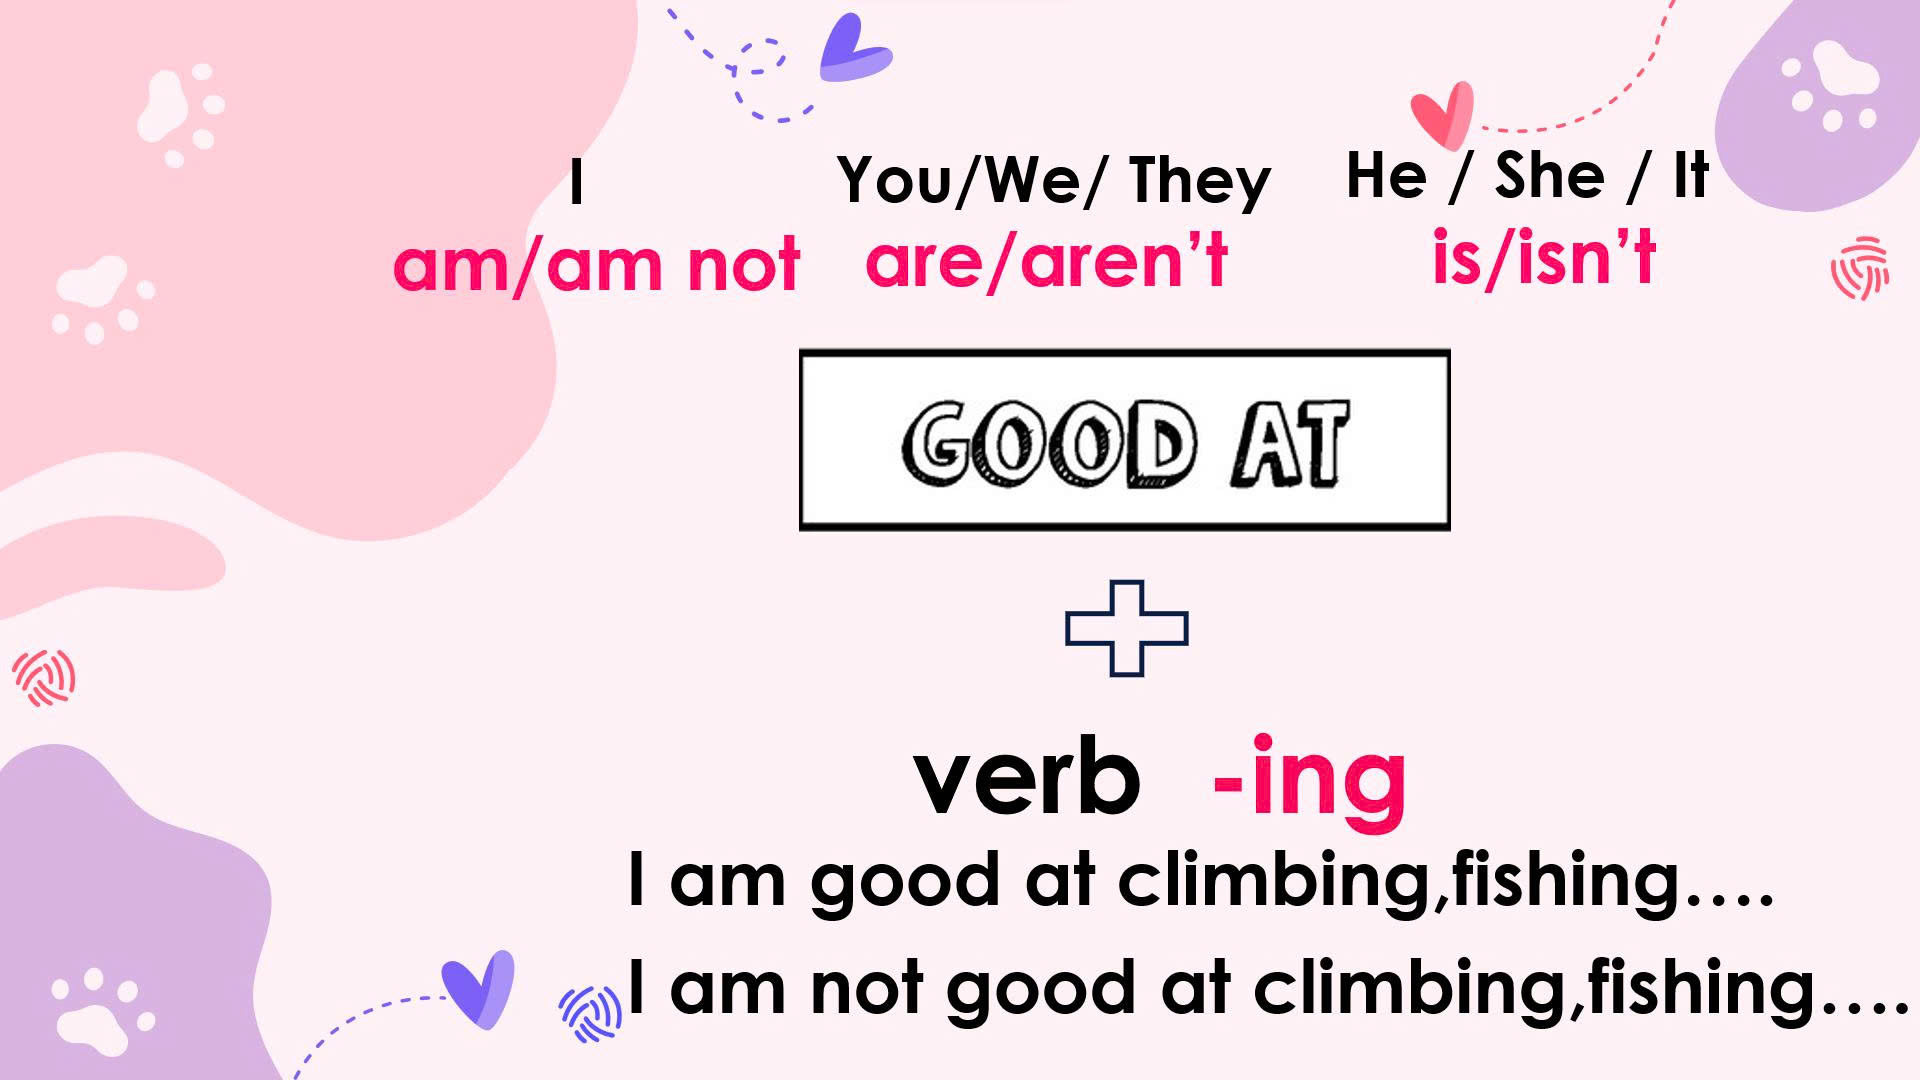 I You/We/ They He / She / It
am/am not are/aren’t is/isn’t
GOOD AT
verb -ing
I am good at climbing,fishing....
I am not good at climbing,fishing....